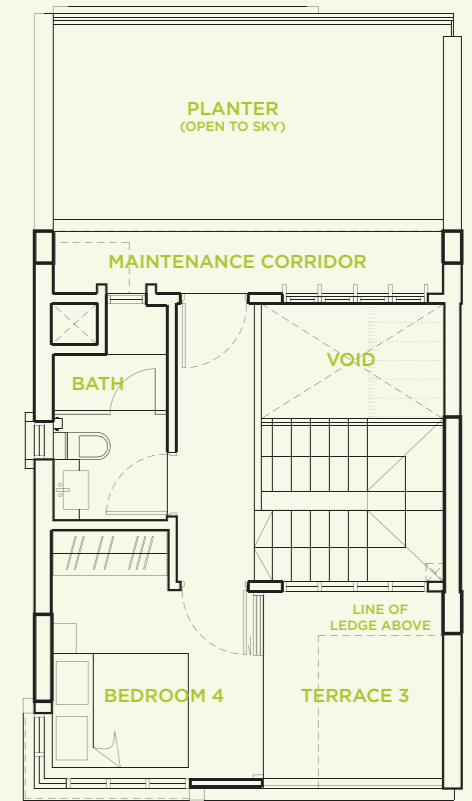 PLANTER
(OPEN TO SKY)
MAINTENANCE CORRIDOR
VOID
BATH
LINE OF
LEDGE ABOVE
BEDROOM 4
TERRACE 3